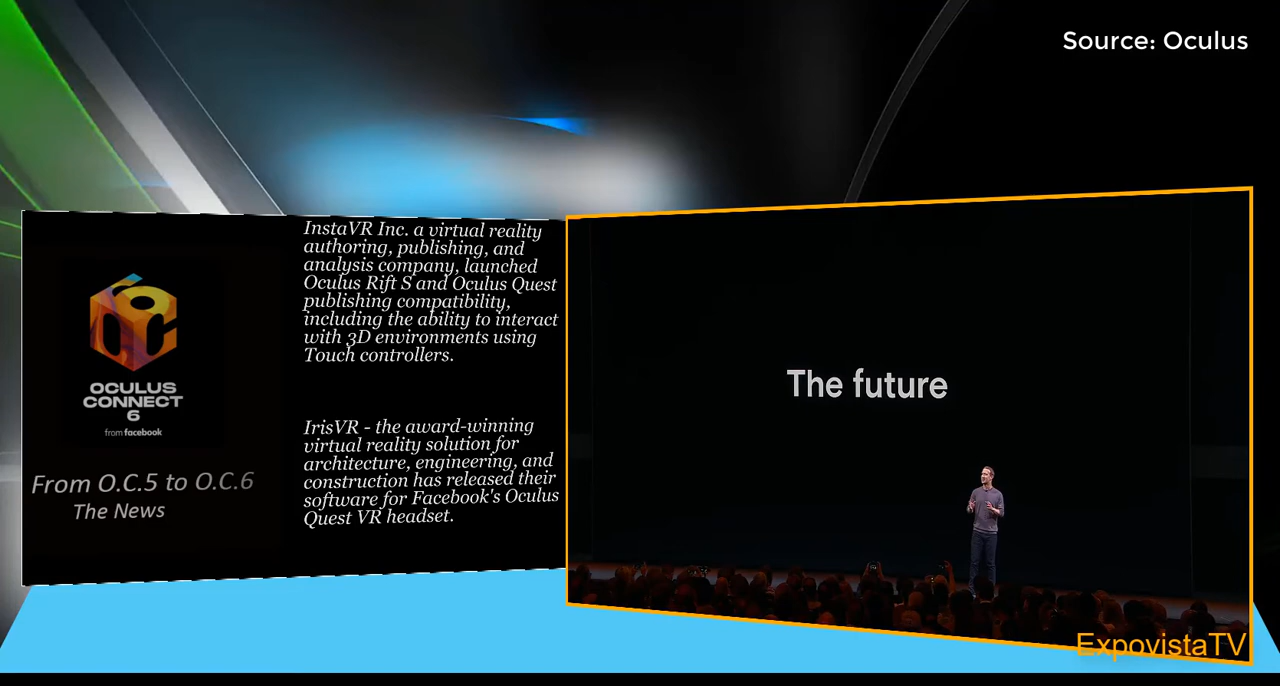 Source: Oculus
InstaVR Inc. a virtual reality
authoring, publishing, and
analysis company, launched
Oculus Rift S and Oculus Quest
publishing compatibility,
including the ability to interact
with 3D environments using
Touch controllers.
IrisVR - the award-winning
virtual reality solution for
architecture, engineering, and
construction has released their
software for Facebook's Oculus
Quest VR headset.
OCULUS
CONNECT
6
from facebook
From O.C.5 to O.C.6
The News
The future
ExpovistaTV